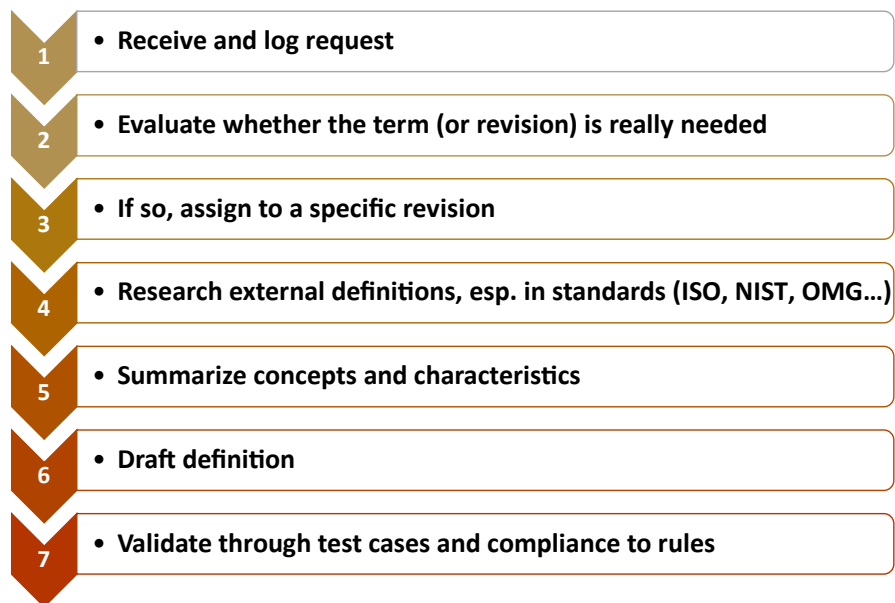 1
• Receive and log request
2
• Evaluate whether the term (or revision) is really needed
3
• If so, assign to a specific revision
4
• Research external definitions, esp. in standards (ISO, NIST, OMG…)
5
• Summarize concepts and characteristics
6
• Draft definition
7
• Validate through test cases and compliance to rules